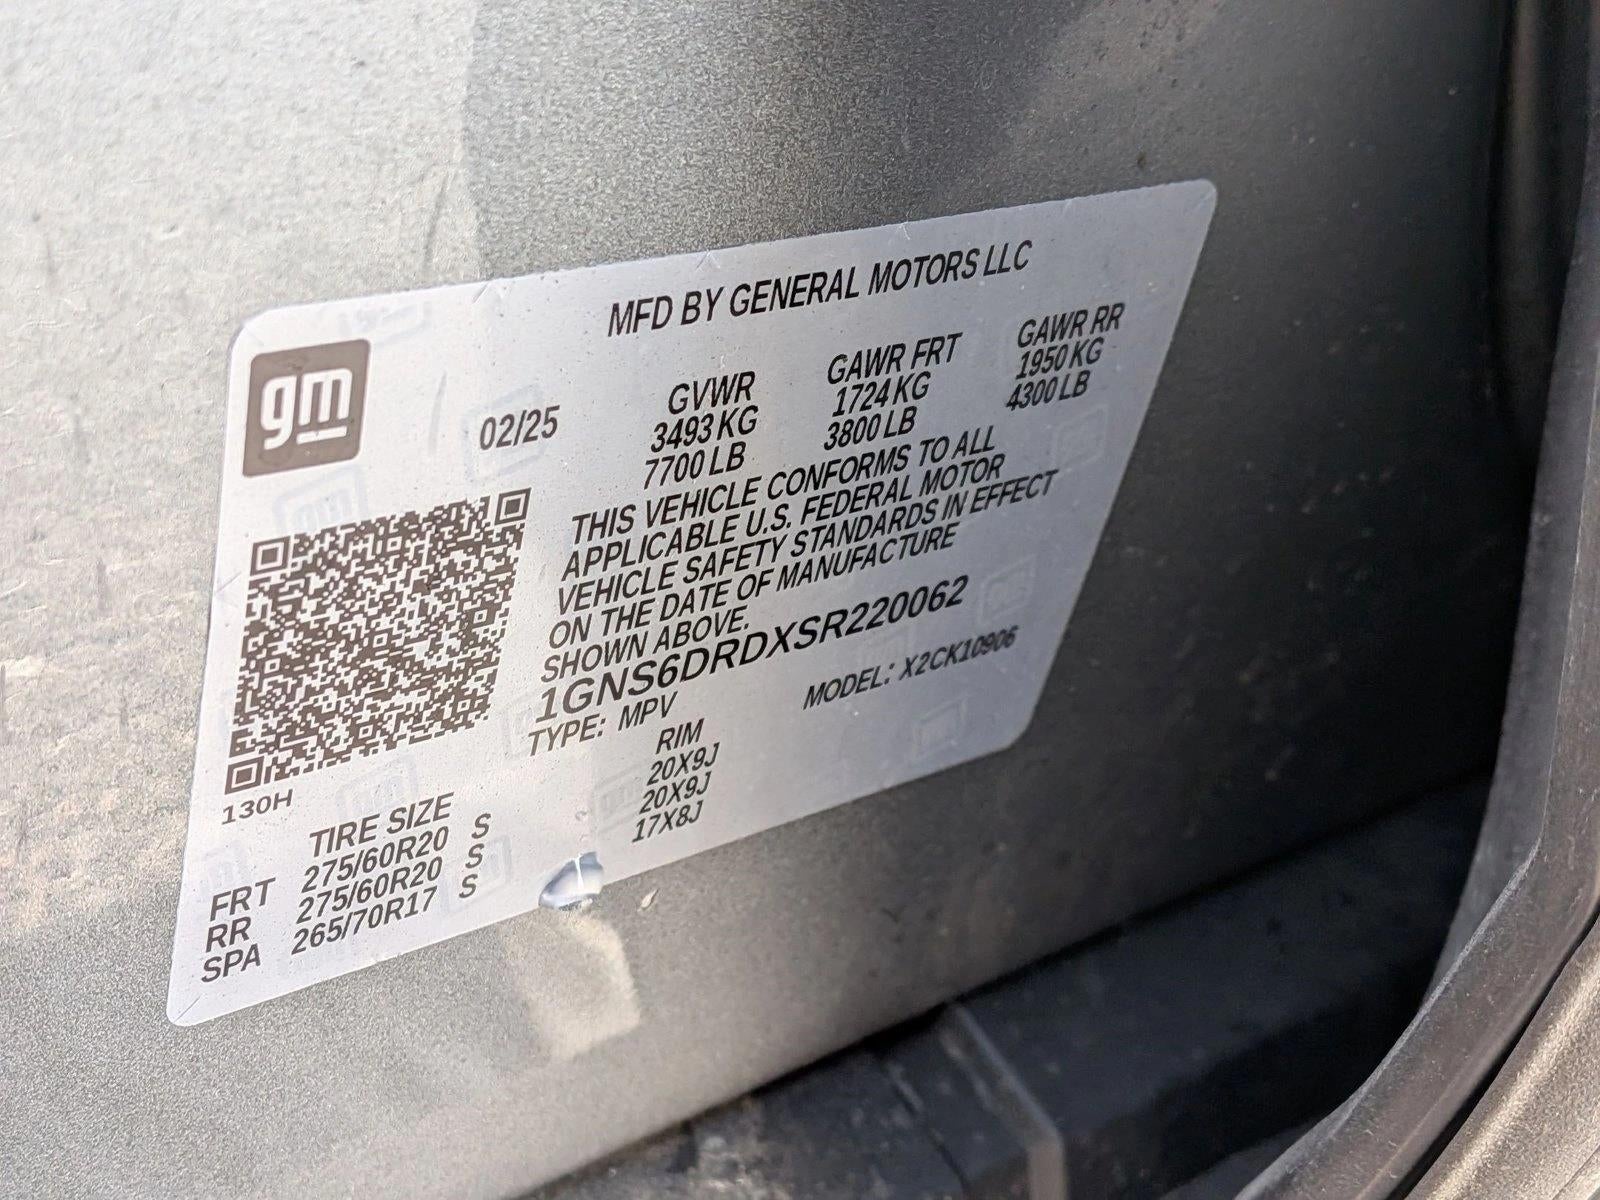 MFD BY GENERAL MOTORS LLC
gm
02/25
GVWR GAWR FRT GAWR RR
3493 KG 1724 KG 1950 KG
7700 LB 3800 LB 4300 LB
THIS VEHICLE CONFORMS TO ALL
APPLICABLE U.S. FEDERAL MOTOR
VEHICLE SAFETY STANDARDS IN EFFECT
ON THE DATE OF MANUFACTURE
SHOWN ABOVE.
1GNS6DRDXSR220062
TYPE: MPV MODEL: X2CK10906
130H
TIRE SIZE RIM
FRT 275/60R20 S 20X9J
RR 275/60R20 S 20X9J
SPA 265/70R17 S 17X8J